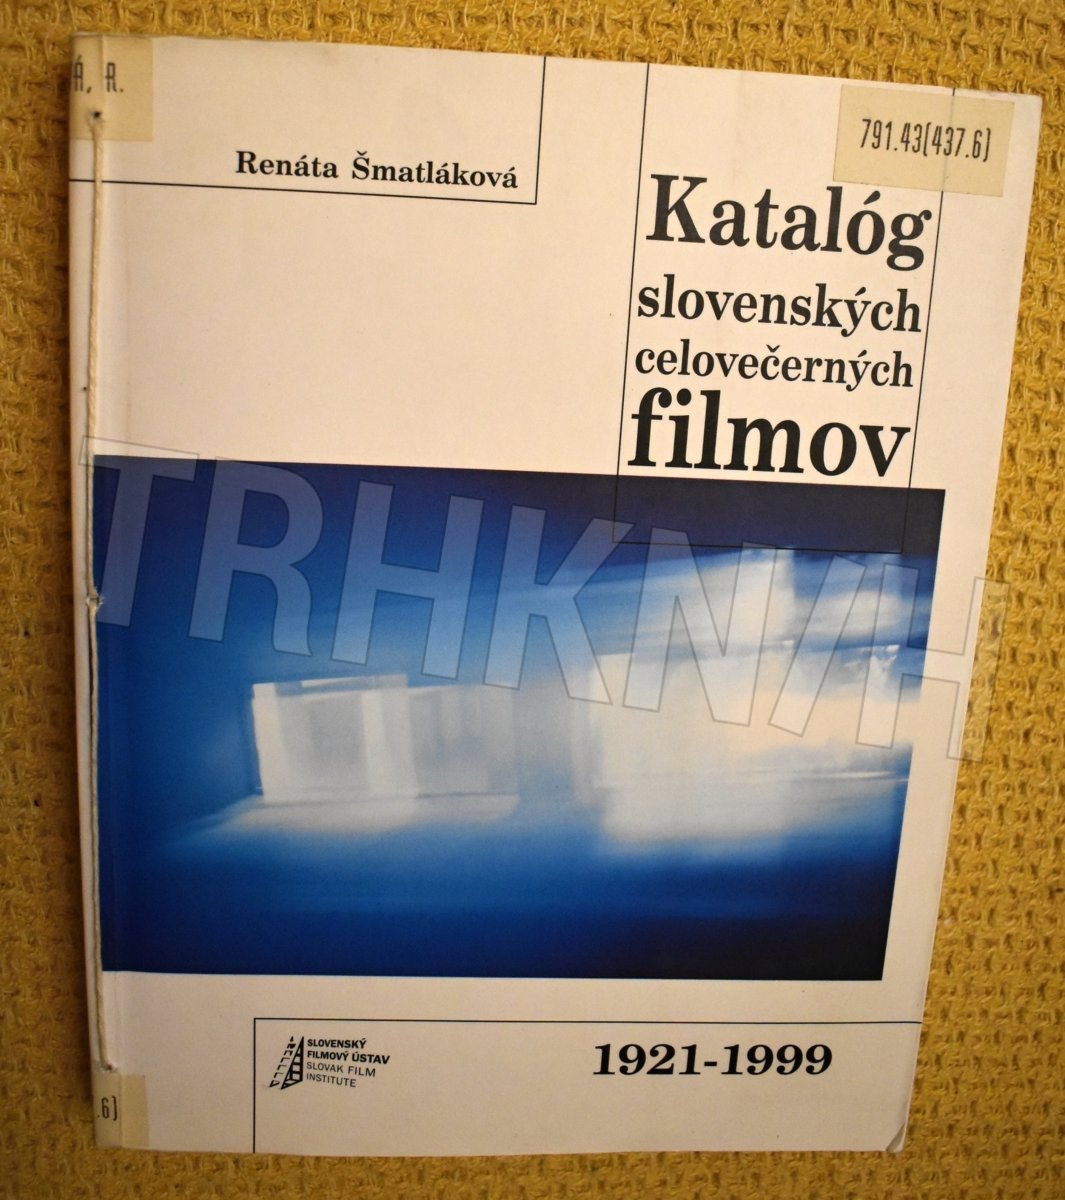 Á, R.
791.43(437.6)
Renáta Šmatláková
Katalóg
slovenských
celovečerných
filmov
TRHKNÍH
SLOVENSKÝ
FILMOVÝ ÚSTAV
SLOVAK FILM
INSTITUTE
1921-1999
.6)